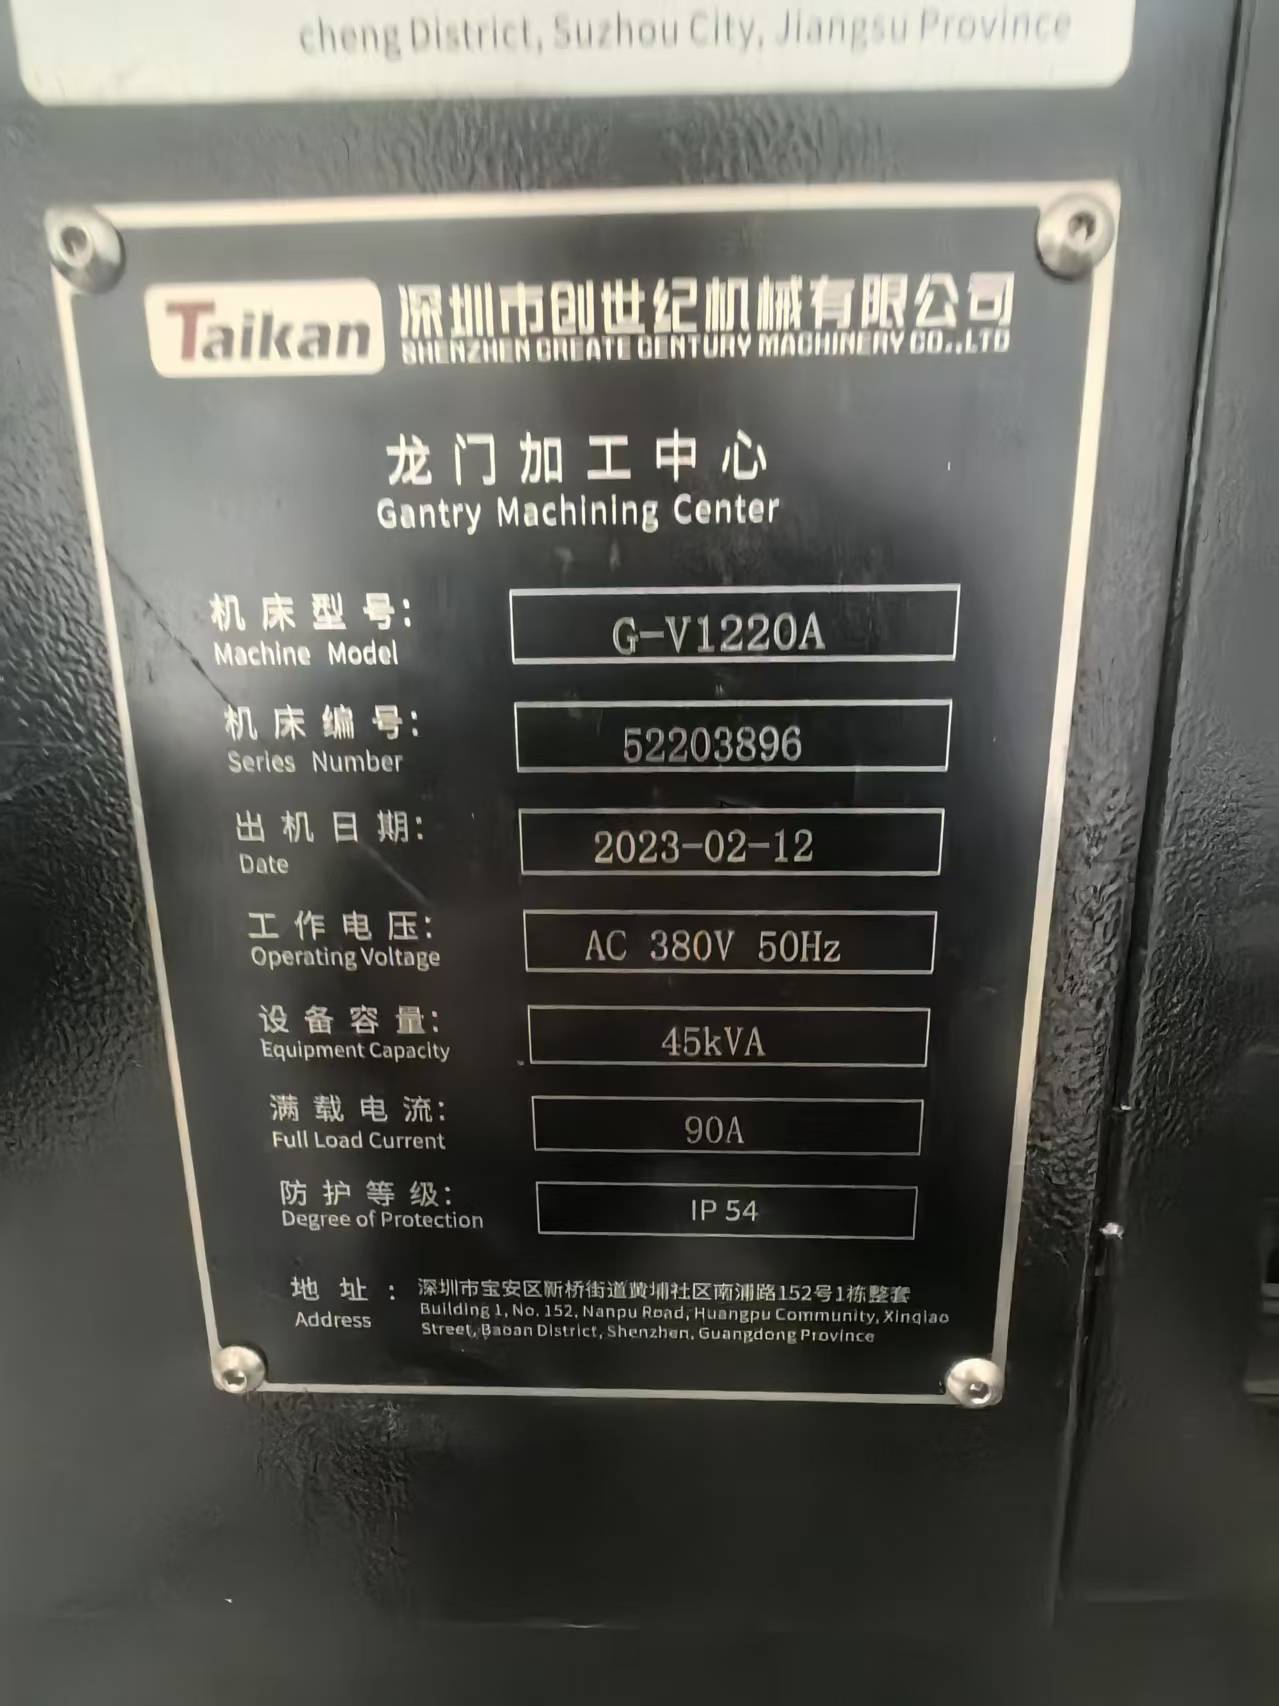 cheng District, Suzhou City, Jiangsu Province
Taikan
深圳市创世纪机械有限公司
SHENZHEN CREATE CENTURY MACHINERY CO.,LTD
龙门加工中心
Gantry Machining Center
机床型号: G-V1220A
Machine Model
机床编号: 52203896
Series Number
出机日期: 2023-02-12
Date
工作电压: AC 380V 50Hz
Operating Voltage
设备容量: 45kVA
Equipment Capacity
满载电流: 90A
Full Load Current
防护等级: IP 54
Degree of Protection
地址: 深圳市宝安区新桥街道黄埔社区南浦路152号1栋整套
Address
Building 1, No. 152, Nanpu Road, Huangpu Community, Xinqiao
Street, Baoan District, Shenzhen, Guangdong Province